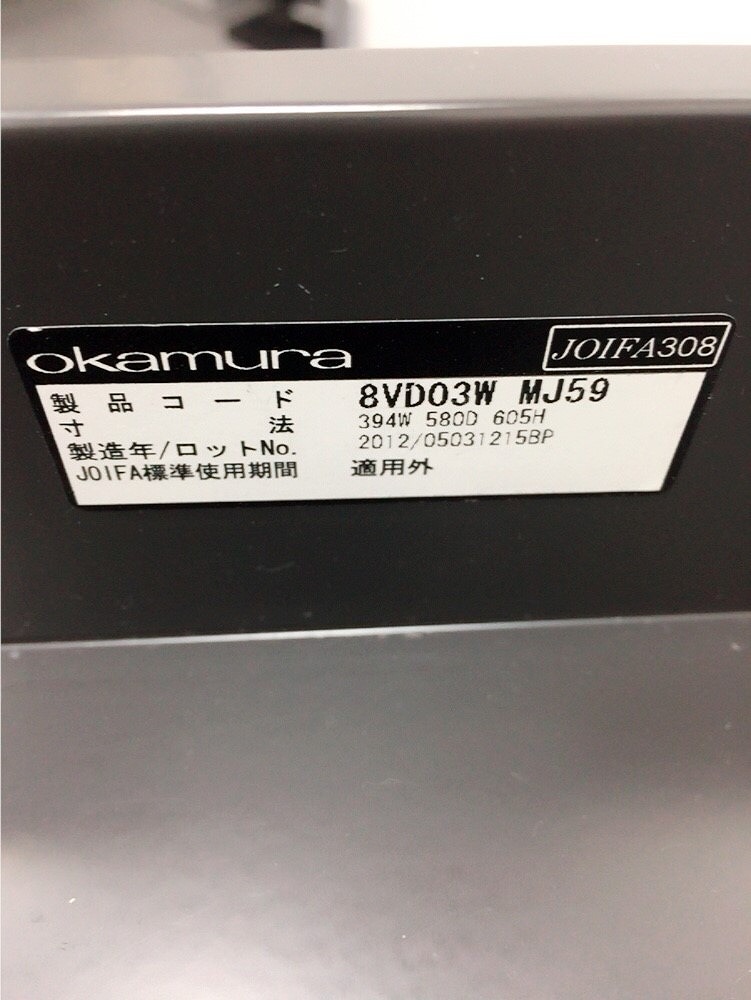 okamura JOIFA308
製品コード 8VD03W MJ59
寸法 394W 580D 605H
製造年/ロットNo. 2012/05031215BP
JOIFA標準使用期間 適用外